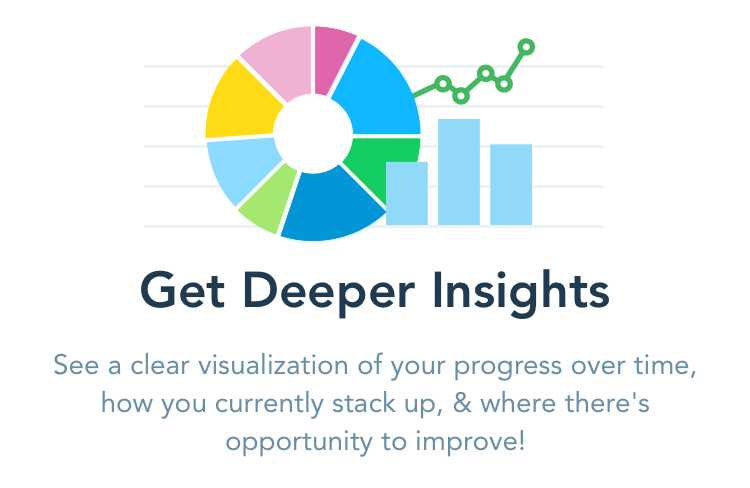 Get Deeper Insights
See a clear visualization of your progress over time,
how you currently stack up, & where there's
opportunity to improve!